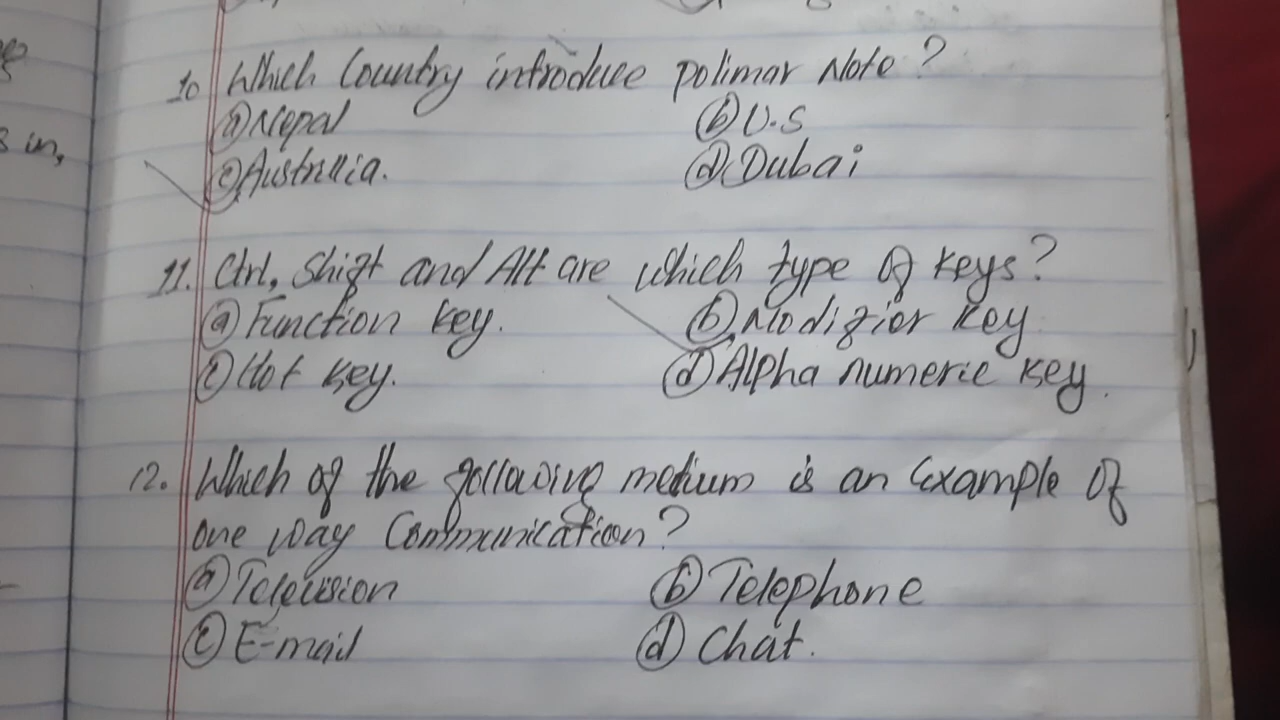 10 Which Country introduce polimar Note?
ⓐ Nepal ⓑ U.S
ⓒ Australia. ⓓ Dubai
11. Ctrl, Shift and Alt are which type of keys?
ⓐ Function key. ⓑ Modifier key
ⓒ Hot key. ⓓ Alpha numeric key.
12. Which of the following medium is an Example of
one way Communication?
ⓐ Television ⓑ Telephone
ⓒ E-mail ⓓ Chat.